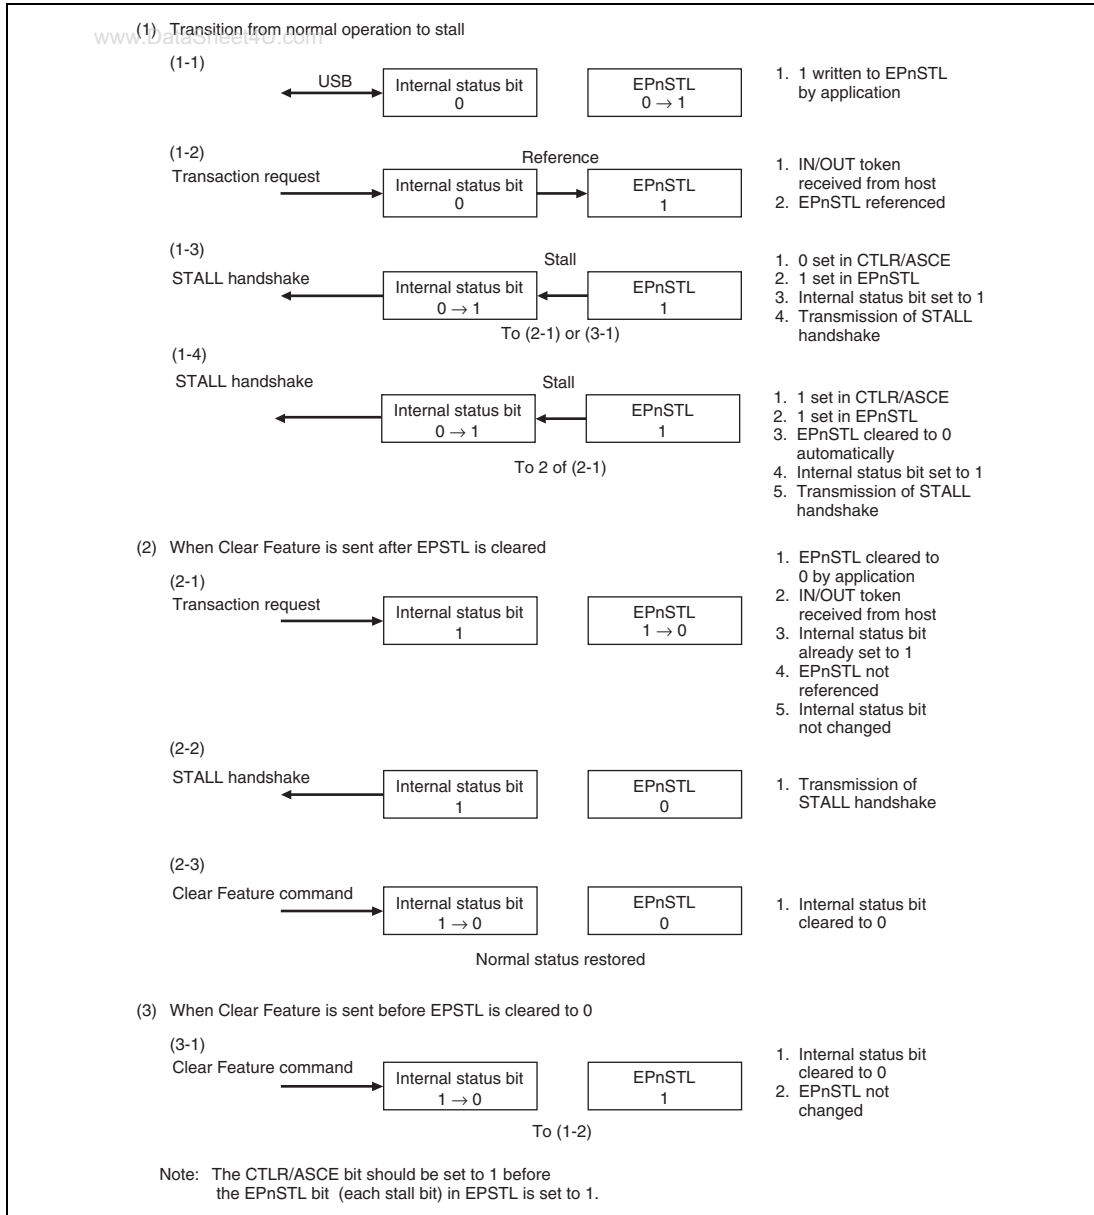 (1) Transition from normal operation to stall
www.DataSheet4U.com
(1-1)
USB
Internal status bit
0
EPnSTL
0 → 1
1. 1 written to EPnSTL
by application
(1-2)
Transaction request
Internal status bit
0
Reference
EPnSTL
1
1. IN/OUT token
received from host
2. EPnSTL referenced
(1-3)
STALL handshake
Internal status bit
0 → 1
Stall
EPnSTL
1
1. 0 set in CTLR/ASCE
2. 1 set in EPnSTL
3. Internal status bit set to 1
4. Transmission of STALL
handshake
To (2-1) or (3-1)
(1-4)
STALL handshake
Internal status bit
0 → 1
Stall
EPnSTL
1
1. 1 set in CTLR/ASCE
2. 1 set in EPnSTL
3. EPnSTL cleared to 0
automatically
4. Internal status bit set to 1
5. Transmission of STALL
handshake
To 2 of (2-1)
(2) When Clear Feature is sent after EPSTL is cleared
(2-1)
Transaction request
Internal status bit
1
EPnSTL
1 → 0
1. EPnSTL cleared to
0 by application
2. IN/OUT token
received from host
3. Internal status bit
already set to 1
4. EPnSTL not
referenced
5. Internal status bit
not changed
(2-2)
STALL handshake
Internal status bit
1
EPnSTL
0
1. Transmission of
STALL handshake
(2-3)
Clear Feature command
Internal status bit
1 → 0
EPnSTL
0
1. Internal status bit
cleared to 0
Normal status restored
(3) When Clear Feature is sent before EPSTL is cleared to 0
(3-1)
Clear Feature command
Internal status bit
1 → 0
EPnSTL
1
1. Internal status bit
cleared to 0
2. EPnSTL not
changed
To (1-2)
Note: The CTLR/ASCE bit should be set to 1 before
the EPnSTL bit (each stall bit) in EPSTL is set to 1.